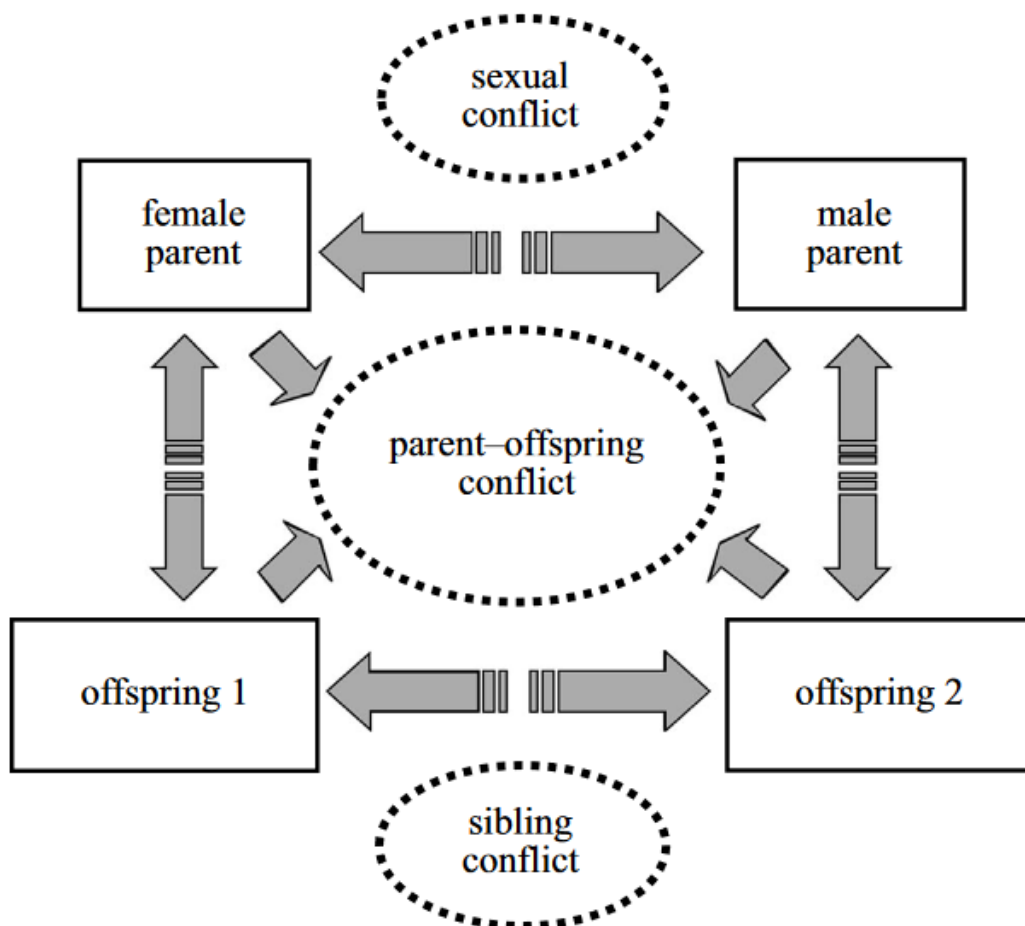 sexual
conflict
female
parent
male
parent
parent–offspring
conflict
offspring 1
offspring 2
sibling
conflict